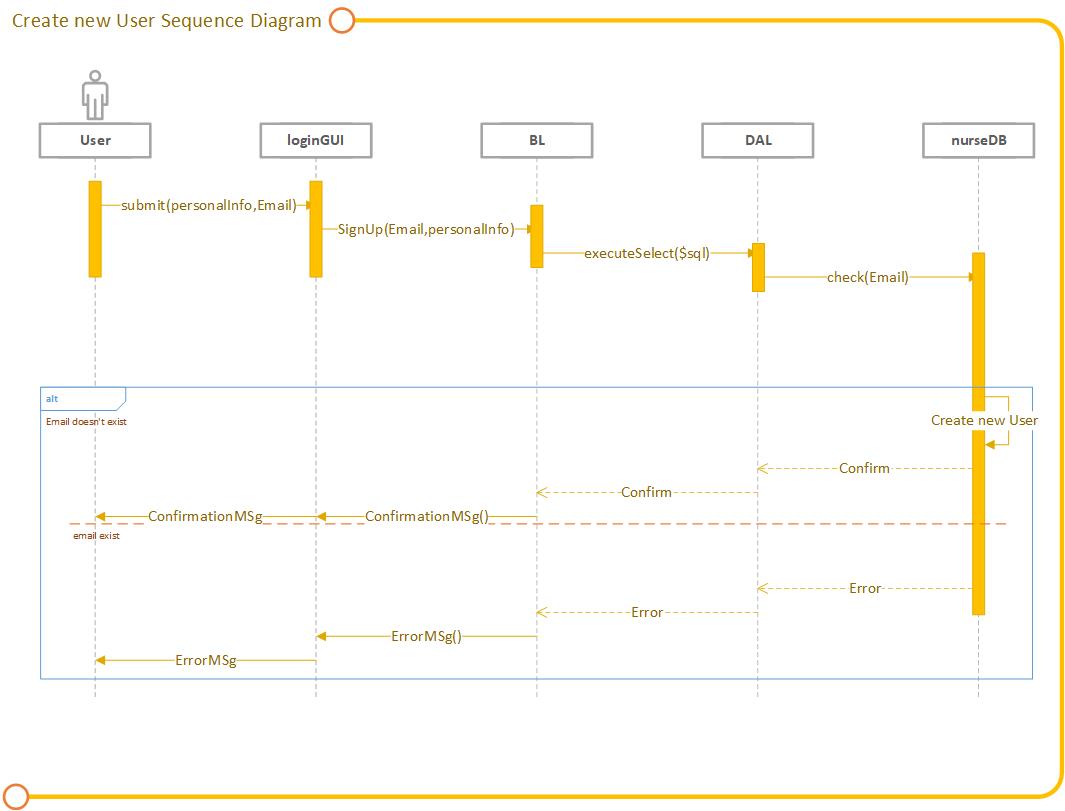 Create new User Sequence Diagram
User
loginGUI
BL
DAL
nurseDB
submit(personalInfo,Email)
SignUp(Email,personalInfo)
executeSelect($sql)
check(Email)
alt
Email doesn't exist
Create new User
Confirm
Confirm
ConfirmationMSg
ConfirmationMSg()
email exist
Error
Error
ErrorMSg()
ErrorMSg